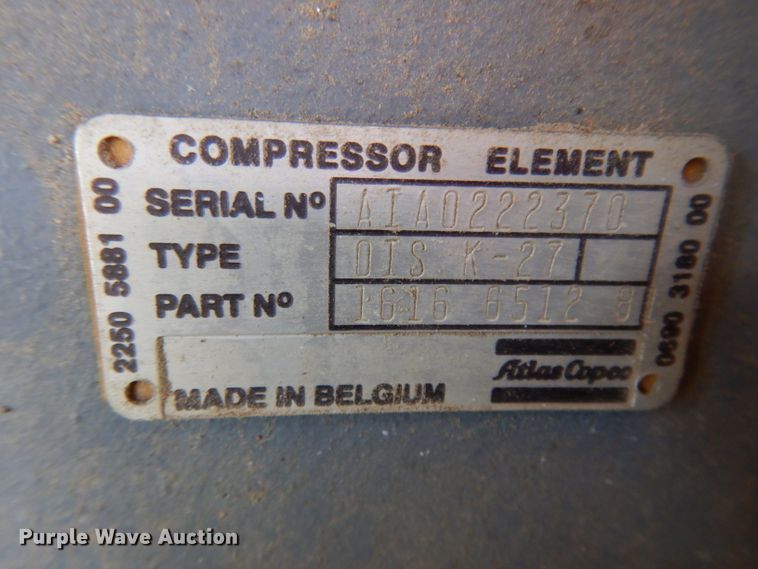 COMPRESSOR ELEMENT
SERIAL Nº AIA0222370
TYPE OIS K-27
PART Nº 1616 6512 81
Atlas Copco
MADE IN BELGIUM
2250 5881 00
0690 3180 00
Purple Wave Auction